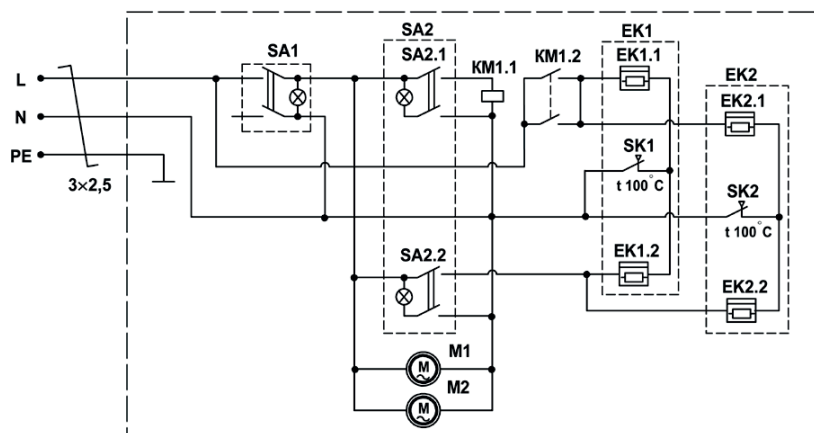 SA1
SA2
SA2.1
KM1.1
KM1.2
EK1
EK1.1
EK2
EK2.1
L
N
PE
3×2,5
SK1
t 100°C
SK2
t 100°C
SA2.2
EK1.2
EK2.2
M1
M
M2
M